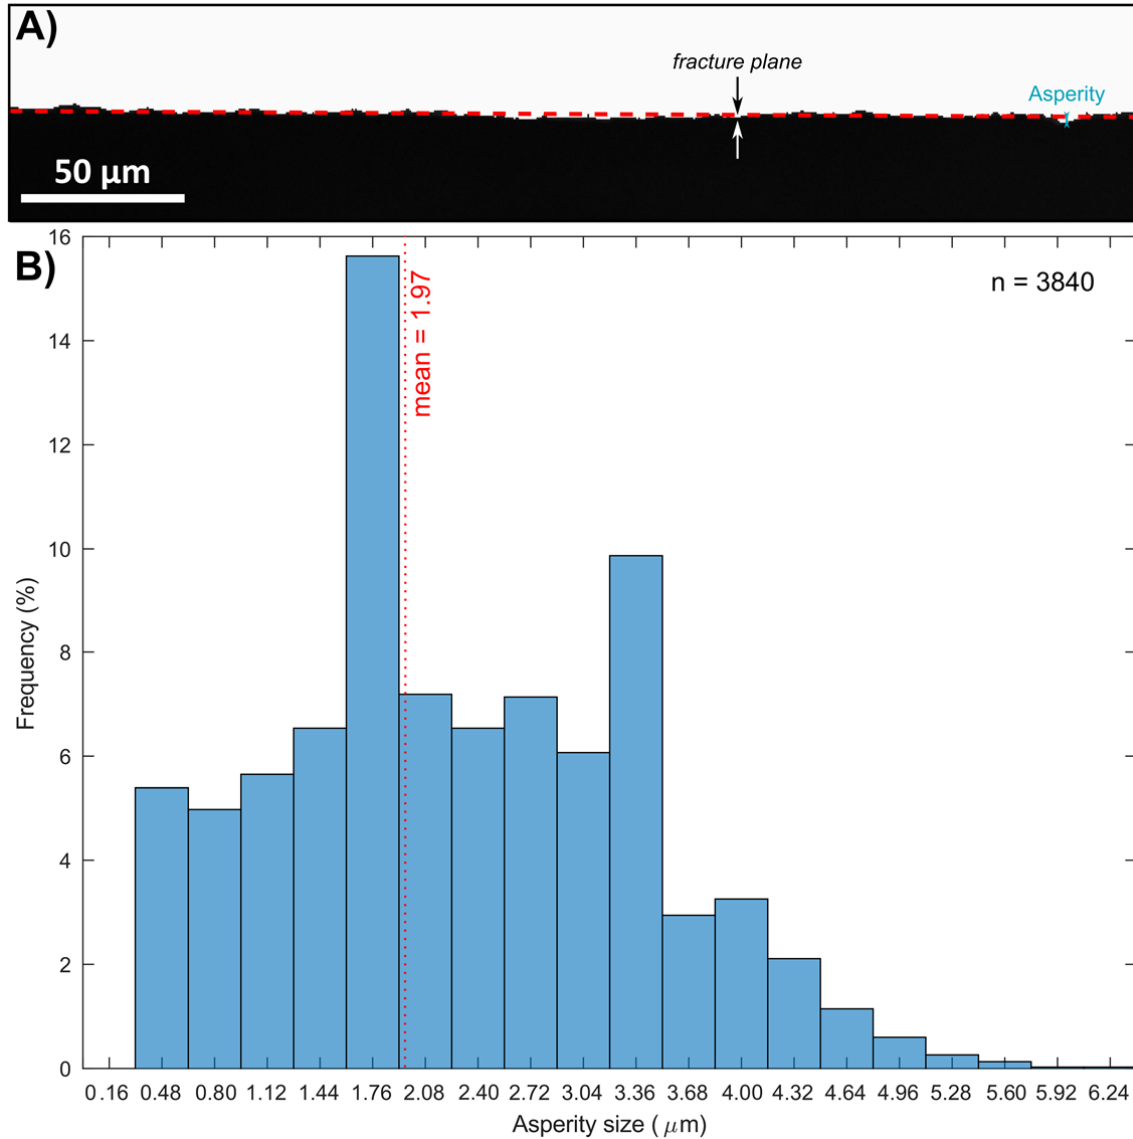 A)
fracture plane
Asperity
50 μm
B)
n = 3840
mean = 1.97
16
14
12
10
8
6
4
2
0
Frequency (%)
0.16 0.48 0.80 1.12 1.44 1.76 2.08 2.40 2.72 3.04 3.36 3.68 4.00 4.32 4.64 4.96 5.28 5.60 5.92 6.24
Asperity size ( μm)